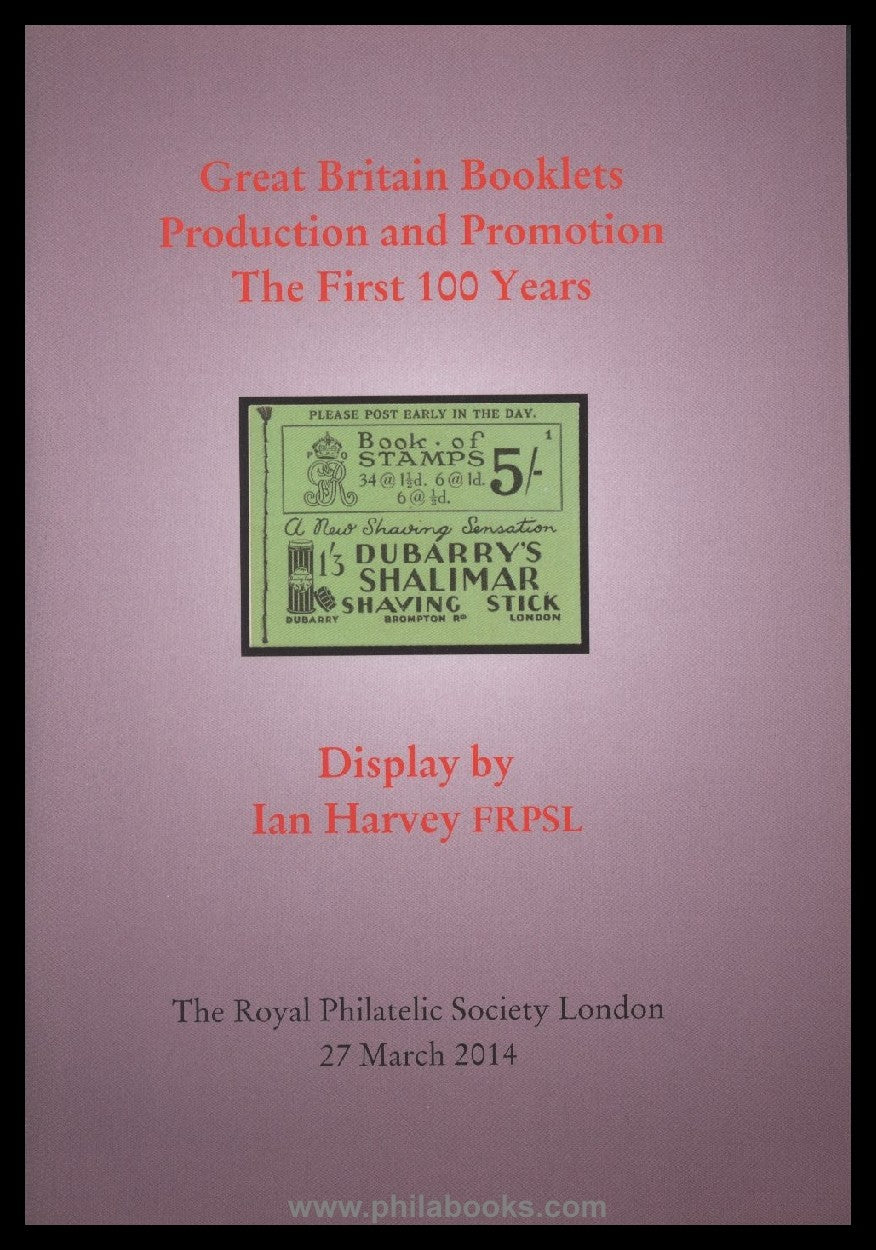 Great Britain Booklets
Production and Promotion
The First 100 Years
PLEASE POST EARLY IN THE DAY.
1
Book · of
STAMPS 5/-
P O
GR
34 @ 1½d. 6 @ 1d.
6 @ ½d.
A New Shaving Sensation
1'3 DUBARRY'S
SHALIMAR
SHAVING STICK
DUBARRY BROMPTON RD LONDON
Display by
Ian Harvey FRPSL
The Royal Philatelic Society London
27 March 2014
www.philabooks.com